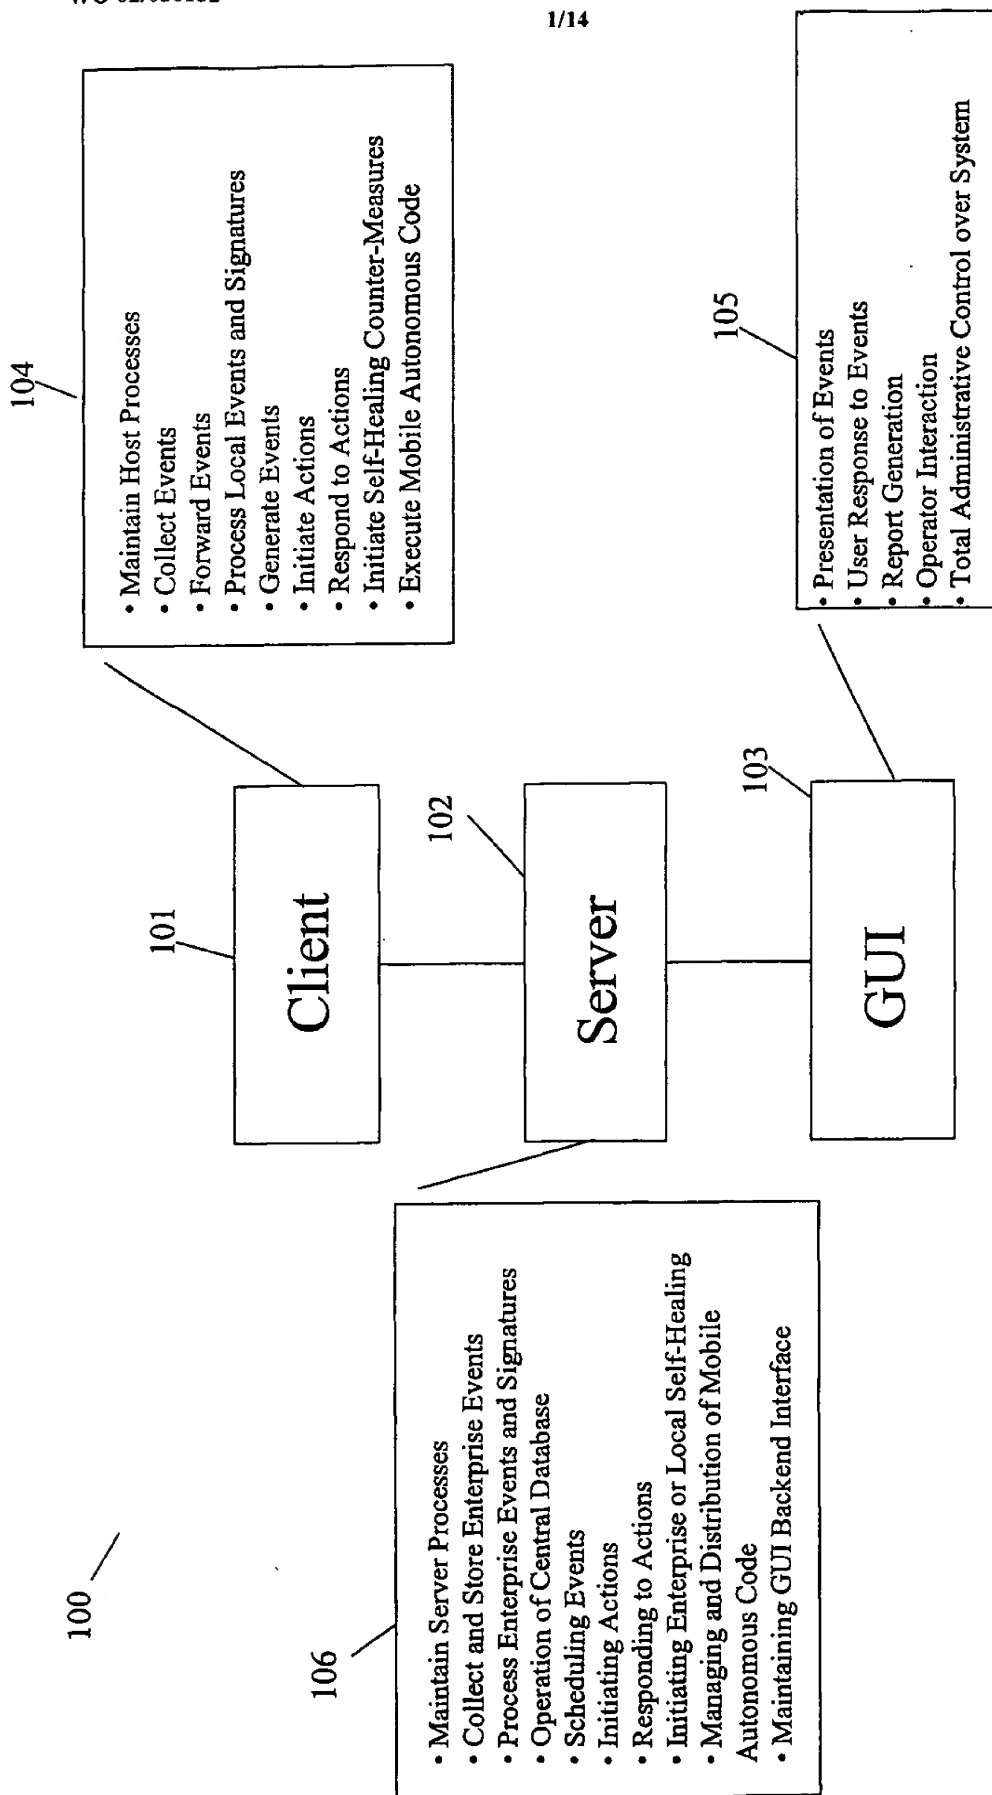 1/14
100
104
• Maintain Host Processes
• Collect Events
• Forward Events
• Process Local Events and Signatures
• Generate Events
• Initiate Actions
• Respond to Actions
• Initiate Self-Healing Counter-Measures
• Execute Mobile Autonomous Code
101
Client
102
Server
103
GUI
106
• Maintain Server Processes
• Collect and Store Enterprise Events
• Process Enterprise Events and Signatures
• Operation of Central Database
• Scheduling Events
• Initiating Actions
• Responding to Actions
• Initiating Enterprise or Local Self-Healing
• Managing and Distribution of Mobile
Autonomous Code
• Maintaining GUI Backend Interface
105
• Presentation of Events
• User Response to Events
• Report Generation
• Operator Interaction
• Total Administrative Control over System